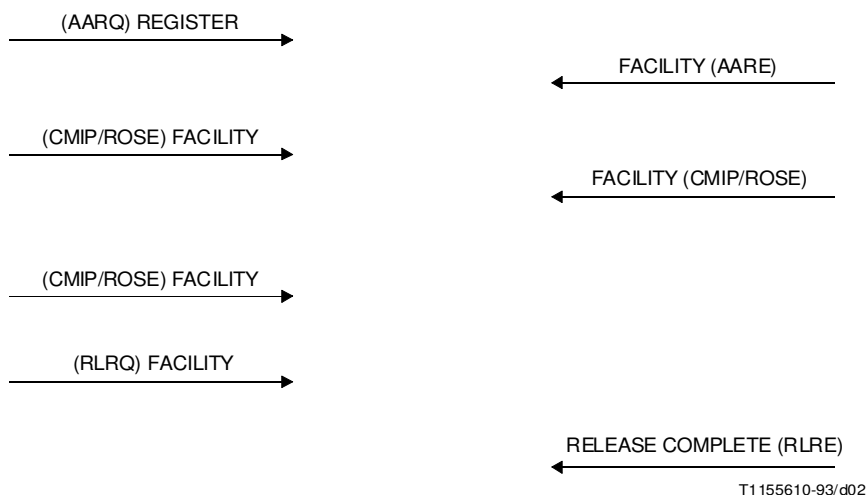 (AARQ) REGISTER
FACILITY (AARE)
(CMIP/ROSE) FACILITY
FACILITY (CMIP/ROSE)
(CMIP/ROSE) FACILITY
(RLRQ) FACILITY
RELEASE COMPLETE (RLRE)
T1155610-93/d02